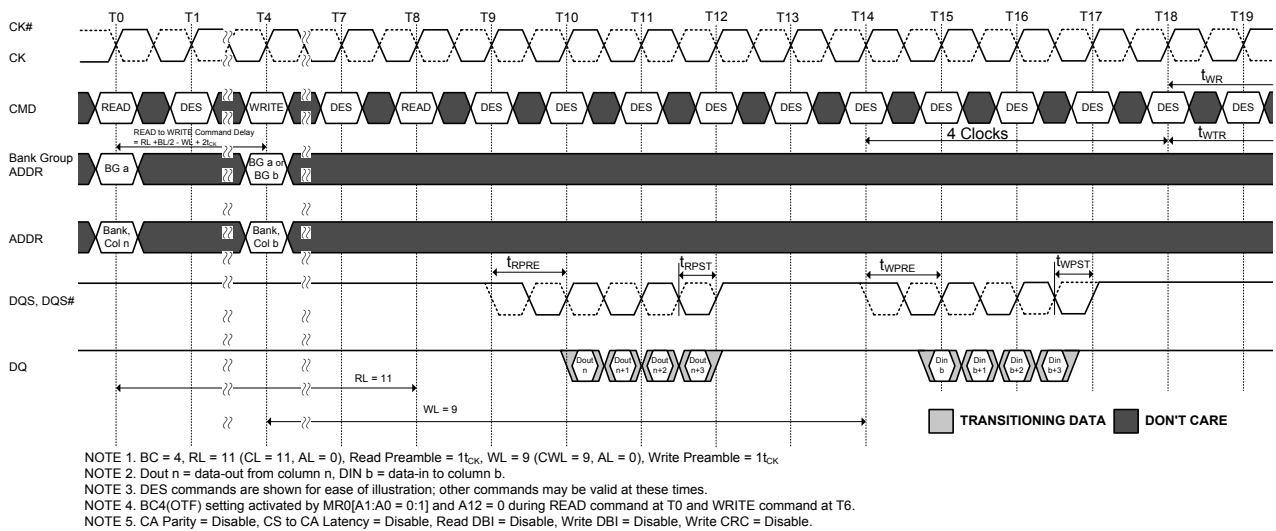 T0 T1 T4 T7 T8 T9 T10 T11 T12 T13 T14 T15 T16 T17 T18 T19
CK#
CK
tWR
CMD READ DES WRITE DES READ DES DES DES DES DES DES DES DES DES DES DES
READ to WRITE Command Delay
= RL +BL/2 - WL + 2tCK
4 Clocks tWTR
Bank Group
ADDR
BG a
BG a or
BG b
ADDR
Bank,
Col n
Bank,
Col b
tRPRE tRPST tWPRE tWPST
DQS, DQS#
DQ
Dout
n
Dout
n+1
Dout
n+2
Dout
n+3
Din
b
Din
b+1
Din
b+2
Din
b+3
RL = 11
WL = 9
TRANSITIONING DATA DON'T CARE
NOTE 1. BC = 4, RL = 11 (CL = 11, AL = 0), Read Preamble = 1tCK, WL = 9 (CWL = 9, AL = 0), Write Preamble = 1tCK
NOTE 2. Dout n = data-out from column n, DIN b = data-in to column b.
NOTE 3. DES commands are shown for ease of illustration; other commands may be valid at these times.
NOTE 4. BC4(OTF) setting activated by MR0[A1:A0 = 0:1] and A12 = 0 during READ command at T0 and WRITE command at T6.
NOTE 5. CA Parity = Disable, CS to CA Latency = Disable, Read DBI = Disable, Write DBI = Disable, Write CRC = Disable.